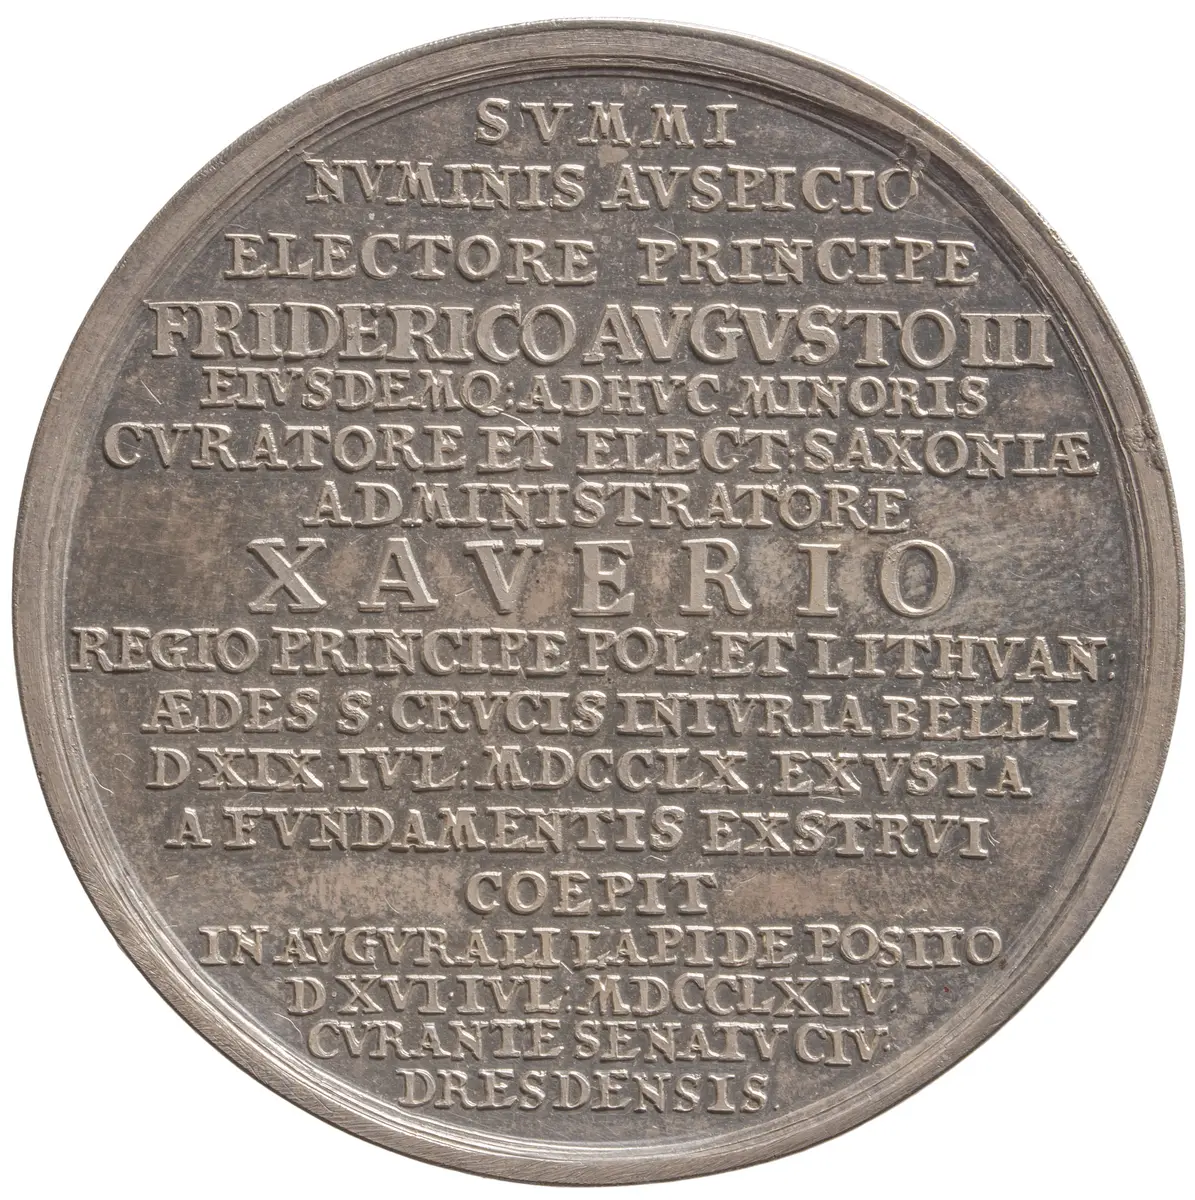 SVMMI
NVMINIS AVSPICIO
ELECTORE PRINCIPE
FRIDERICO AVGVSTO III
EIVSDEMQ: ADHVC MINORIS
CVRATORE ET ELECT: SAXONIÆ
ADMINISTRATORE
XAVERIO
REGIO PRINCIPE POL: ET LITHVAN:
ÆDES S: CRVCIS INIVRIA BELLI
D XIX IVL: MDCCLX. EXVSTA
A FVNDAMENTIS EXSTRVI
COEPIT
INAVGVRALI LAPIDE POSITO
D XVI IVL: MDCCLXIV
CVRANTE SENATV CIV:
DRESDENSIS.